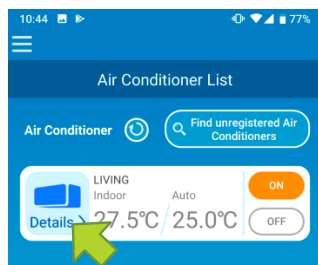 10:44 77%
Air Conditioner List
Air Conditioner
Find unregistered Air
Conditioners
LIVING
Indoor Auto
ON
Details 27.5℃ 25.0℃
OFF